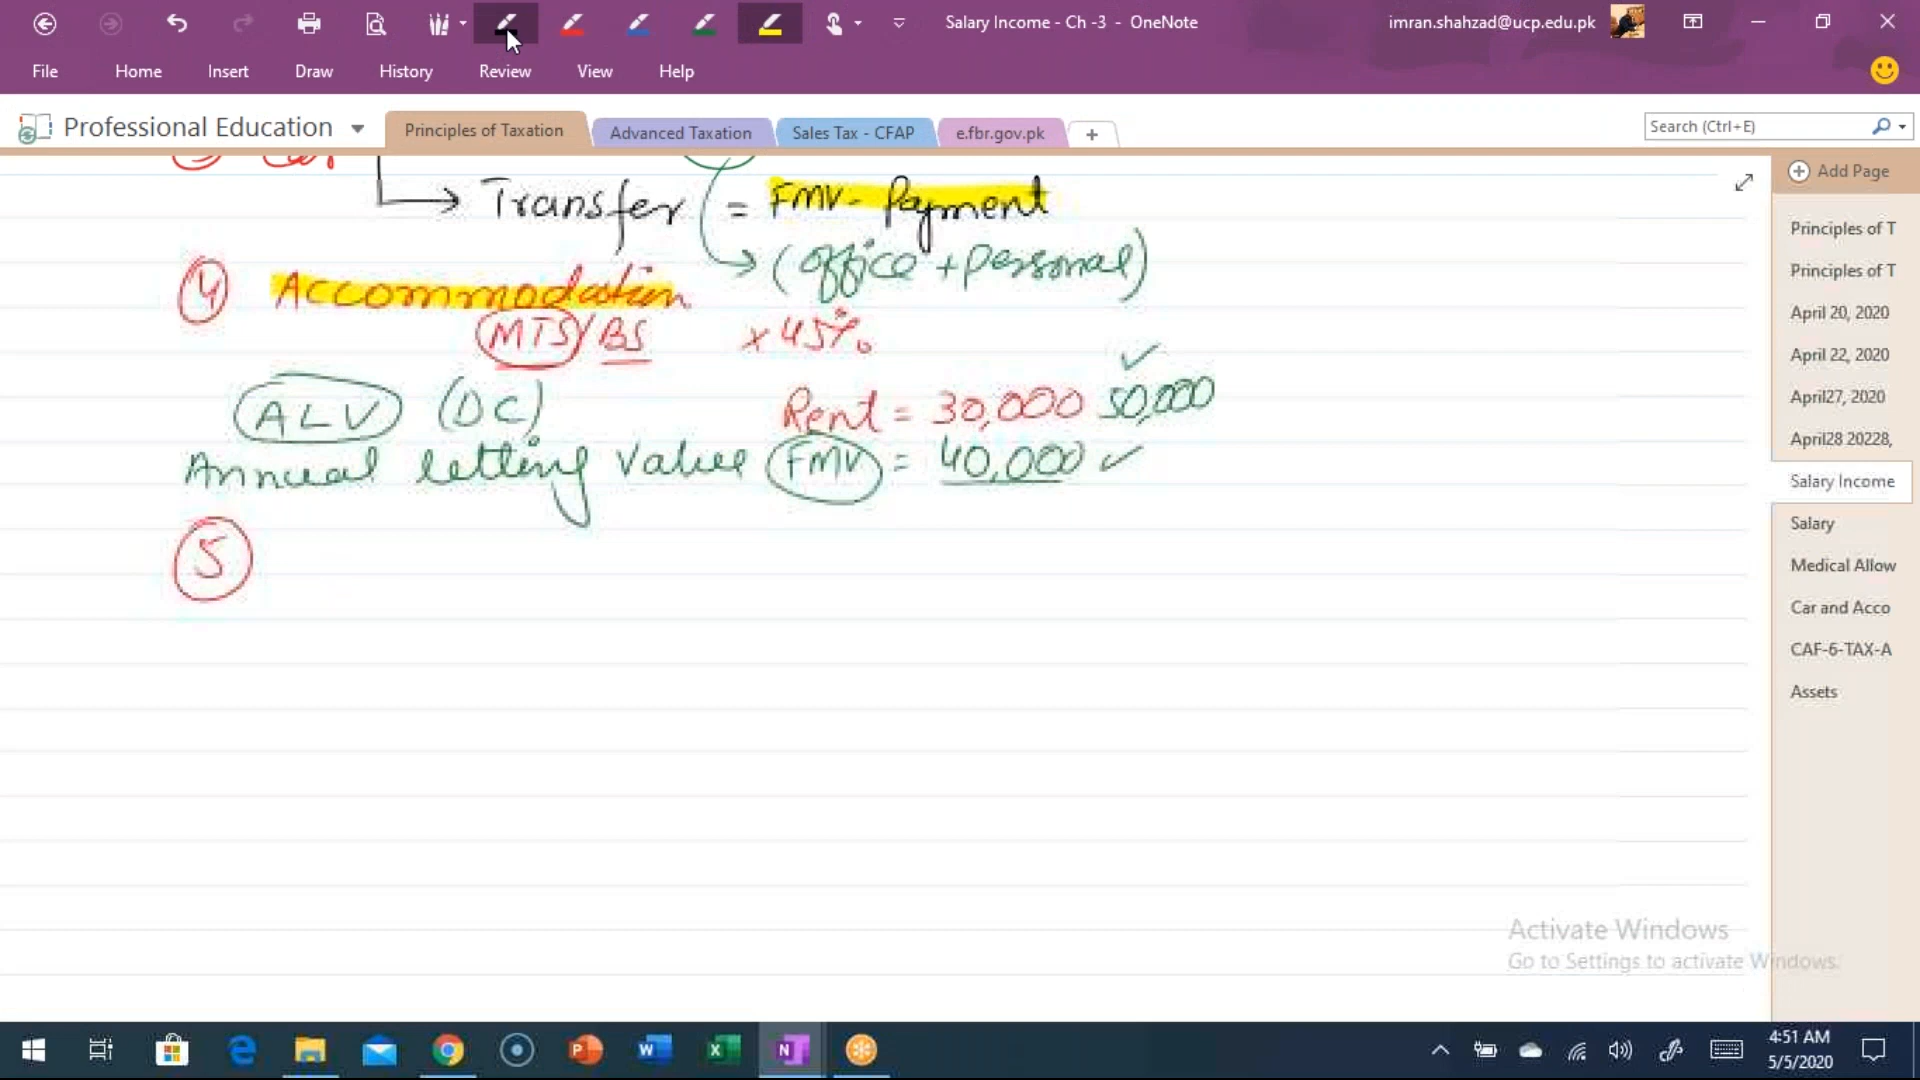 Salary Income - Ch -3 - OneNote
imran.shahzad@ucp.edu.pk
File Home Insert Draw History Review View Help
Professional Education
Principles of Taxation
Advanced Taxation
Sales Tax - CFAP
e.fbr.gov.pk
+
Search (Ctrl+E)
Add Page
Principles of T
Principles of T
April 20, 2020
April 22, 2020
April27, 2020
April28 20228,
Salary Income
Salary
Medical Allow
Car and Acco
CAF-6-TAX-A
Assets
→ Transfer = FMV - Payment
→ (office + personal)
4 Accommodation
MTS/BS x 45%
ALV (DC) Rent = 30,000 50,000 ✓
Annual letting Value FMV = 40,000 ✓
5
Activate Windows
Go to Settings to activate Windows.
4:51 AM
5/5/2020